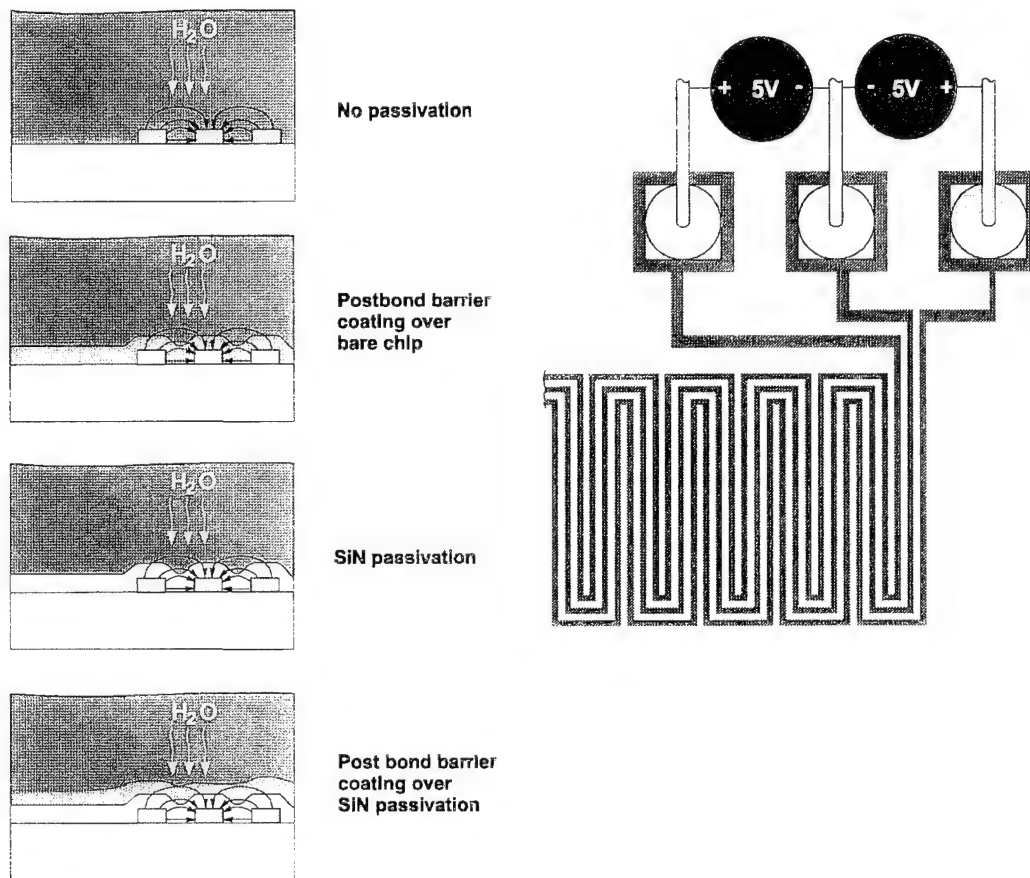 H₂O
No passivation
H₂O
Postbond barrier
coating over
bare chip
H₂O
SiN passivation
H₂O
Post bond barrier
coating over
SiN passivation
+ 5V -
- 5V +